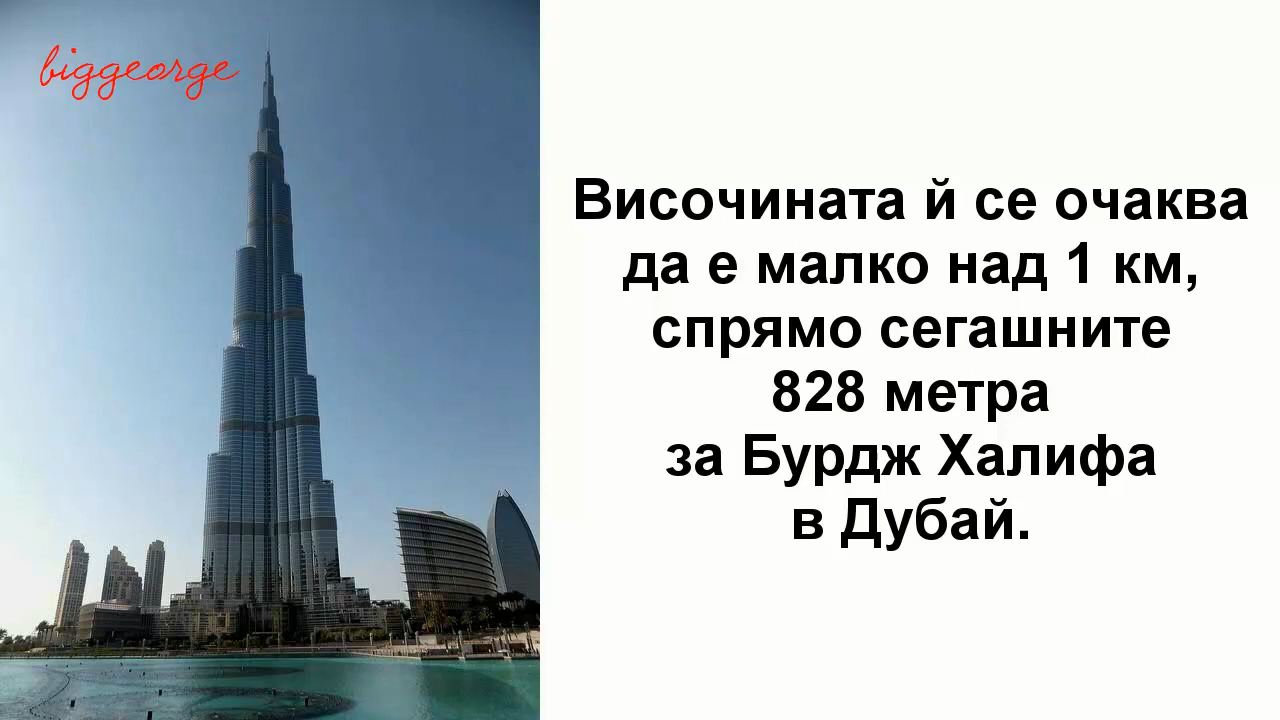 biggeorge
Височината й се очаква
да е малко над 1 км,
спрямо сегашните
828 метра
за Бурдж Халифа
в Дубай.